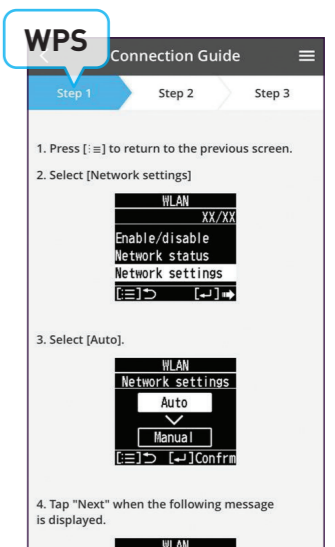 WPS
Connection Guide
Step 1 Step 2 Step 3
1. Press [⁝≡] to return to the previous screen.
2. Select [Network settings]
WLAN
XX/XX
Enable/disable
Network status
Network settings
[⁝≡]⮌ [↵]➠
3. Select [Auto].
WLAN
Network settings
Auto
Manual
[⁝≡]⮌ [↵]Confrm
4. Tap "Next" when the following message
is displayed.
WLAN